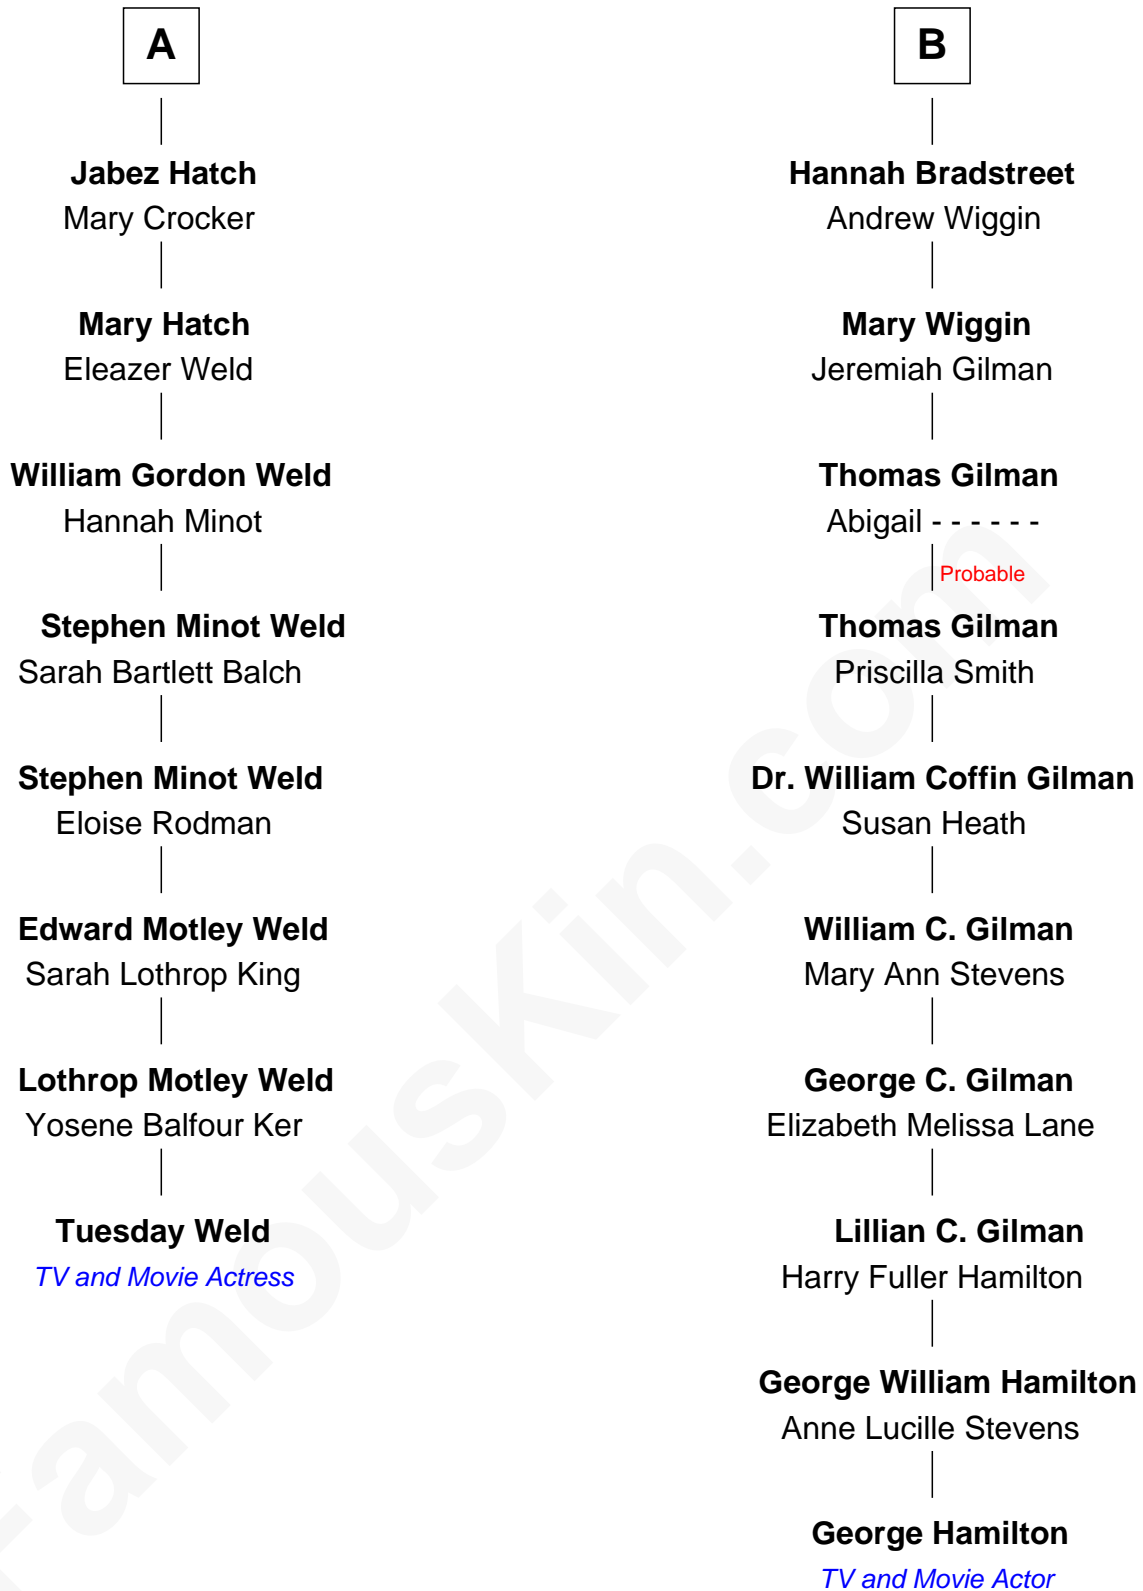 A
Jabez Hatch
Mary Crocker
Mary Hatch
Eleazer Weld
William Gordon Weld
Hannah Minot
Stephen Minot Weld
Sarah Bartlett Balch
Stephen Minot Weld
Eloise Rodman
Edward Motley Weld
Sarah Lothrop King
Lothrop Motley Weld
Yosene Balfour Ker
Tuesday Weld
TV and Movie Actress
B
Hannah Bradstreet
Andrew Wiggin
Mary Wiggin
Jeremiah Gilman
Thomas Gilman
Abigail - - - - - -
Probable
Thomas Gilman
Priscilla Smith
Dr. William Coffin Gilman
Susan Heath
William C. Gilman
Mary Ann Stevens
George C. Gilman
Elizabeth Melissa Lane
Lillian C. Gilman
Harry Fuller Hamilton
George William Hamilton
Anne Lucille Stevens
George Hamilton
TV and Movie Actor
FamousKin.com